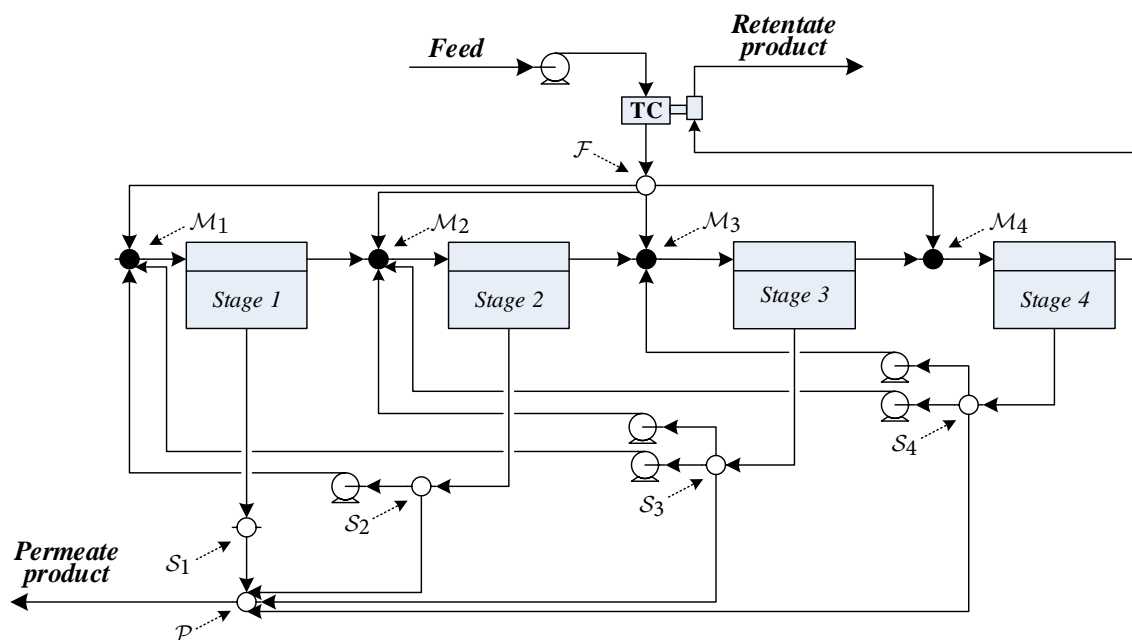 Retentate
product
Feed
TC
ℱ
ℳ1
ℳ2
ℳ3
ℳ4
Stage 1
Stage 2
Stage 3
Stage 4
𝒮4
𝒮3
𝒮2
𝒮1
Permeate
product
𝒫